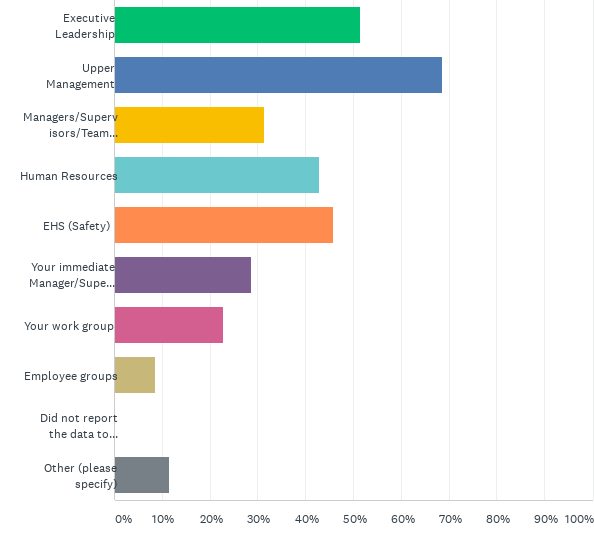 Executive
Leadership
Upper
Management
Managers/Superv
isors/Team...
Human Resources
EHS (Safety)
Your immediate
Manager/Supe...
Your work group
Employee groups
Did not report
the data to...
Other (please
specify)
0% 10% 20% 30% 40% 50% 60% 70% 80% 90% 100%